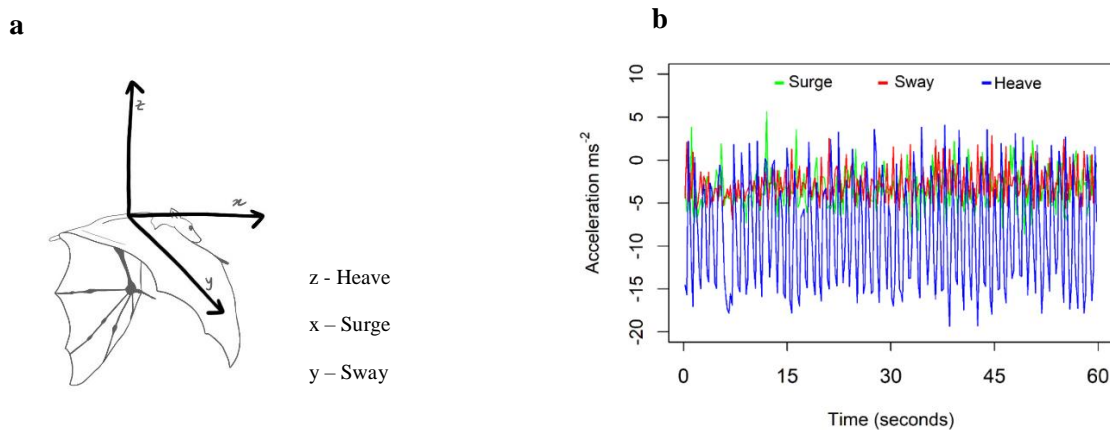 a
z
x
y
z - Heave
x – Surge
y – Sway
b
Surge Sway Heave
Acceleration ms⁻²
10
5
0
-5
-10
-15
-20
0 15 30 45 60
Time (seconds)